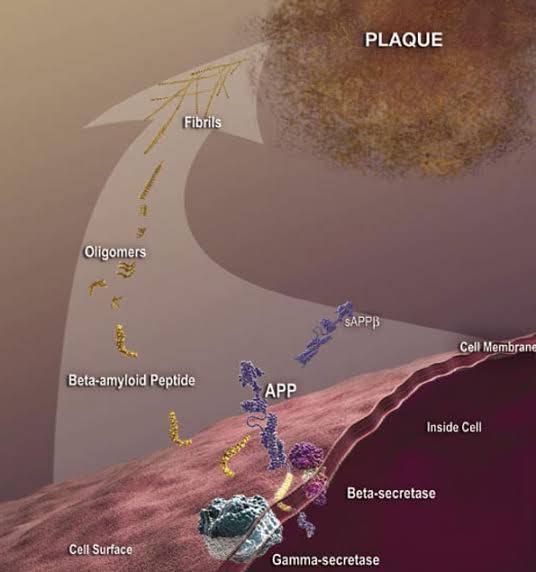 PLAQUE
Fibrils
Oligomers
sAPPβ
Cell Membrane
Beta-amyloid Peptide
APP
Inside Cell
Beta-secretase
Cell Surface
Gamma-secretase